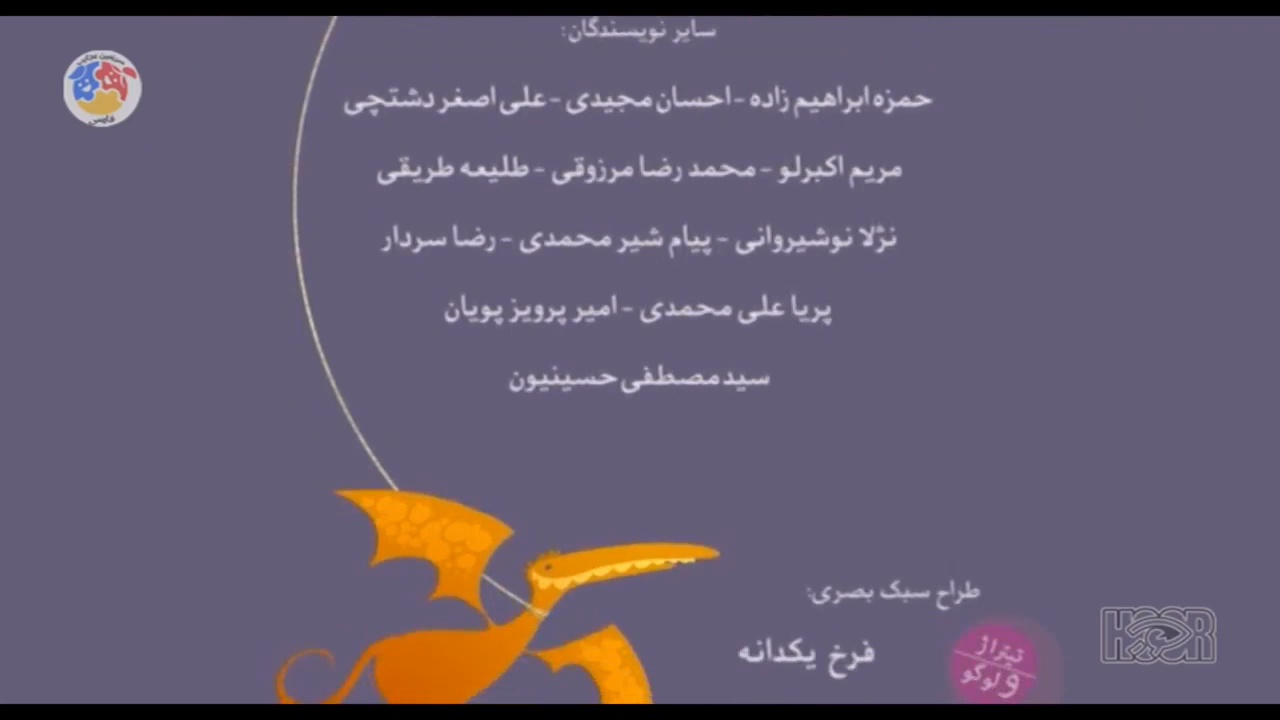 سایر نویسندگان:
حمزه ابراهیم زاده - احسان مجیدی - علی اصغر دشتچی
مریم اکبرلو - محمد رضا مرزوقی - طلیعه طریقی
نژلا نوشیروانی - پیام شیر محمدی - رضا سردار
پریا علی محمدی - امیر پرویز پویان
سید مصطفی حسینیون
طراح سبک بصری:
فرخ یکدانه
تیتراژ
و لوگو
HOOR